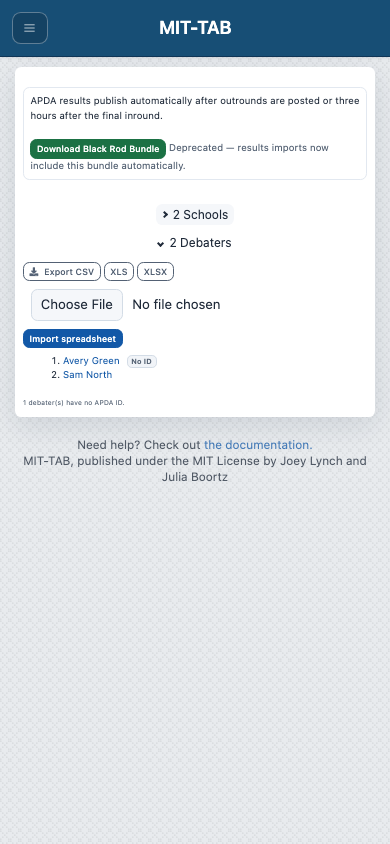 MIT-TAB
APDA results publish automatically after outrounds are posted or three
hours after the final inround.
Download Black Rod Bundle Deprecated — results imports now
include this bundle automatically.
2 Schools
2 Debaters
Export CSV XLS XLSX
Choose File No file chosen
Import spreadsheet
1. Avery Green No ID
2. Sam North
1 debater(s) have no APDA ID.
Need help? Check out the documentation.
MIT-TAB, published under the MIT License by Joey Lynch and
Julia Boortz